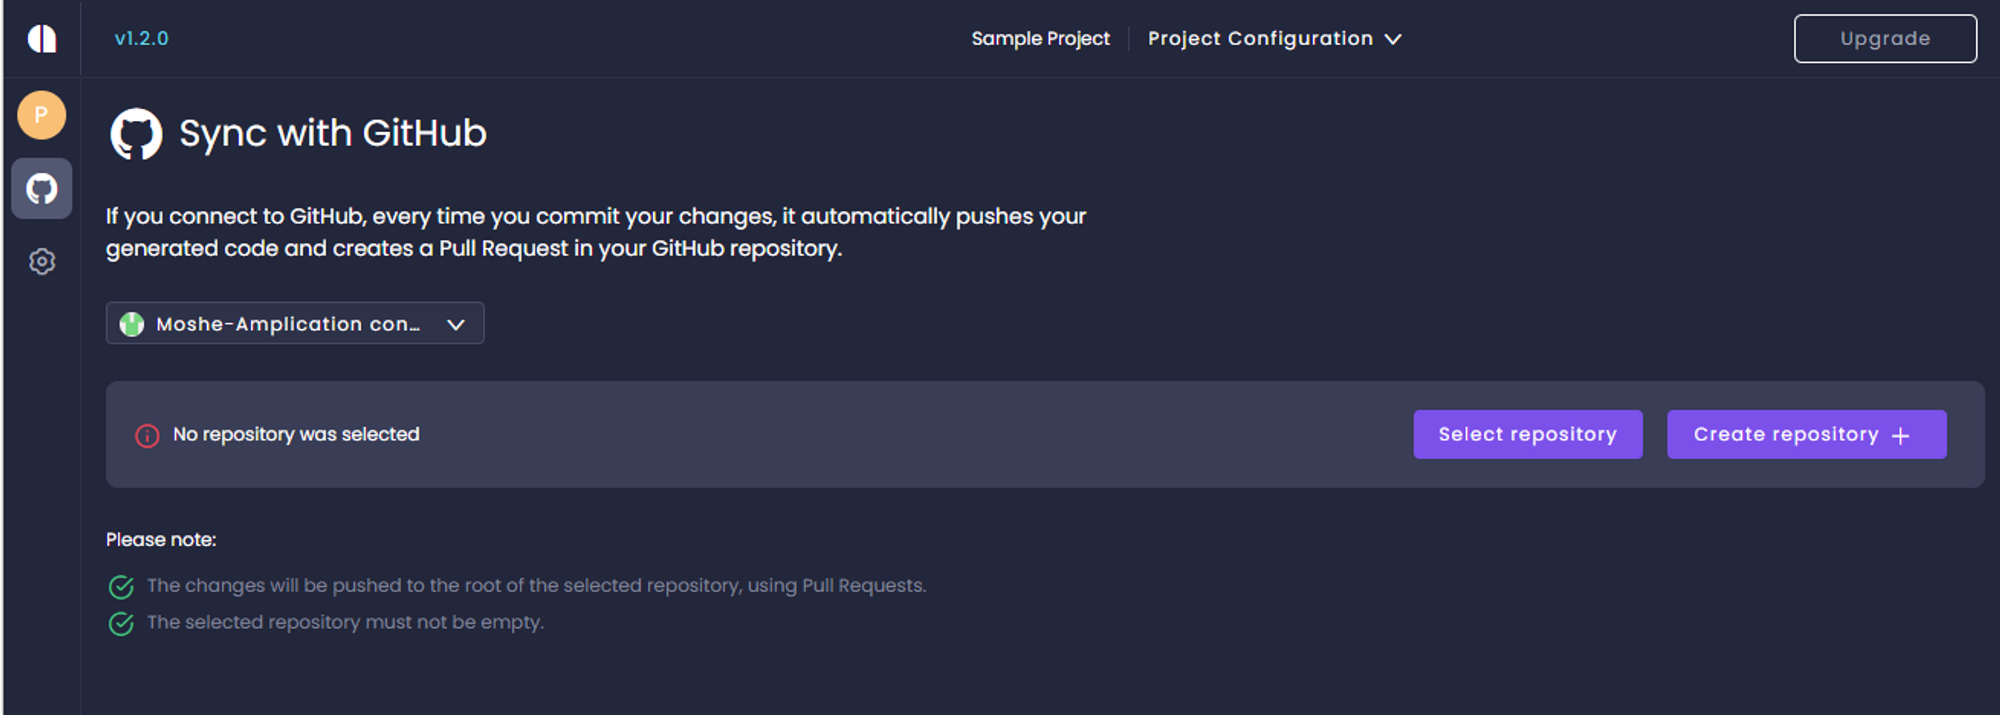 v1.2.0
Sample Project
Project Configuration
Upgrade
P
Sync with GitHub
If you connect to GitHub, every time you commit your changes, it automatically pushes your
generated code and creates a Pull Request in your GitHub repository.
Moshe-Amplication con...
No repository was selected
Select repository
Create repository +
Please note:
The changes will be pushed to the root of the selected repository, using Pull Requests.
The selected repository must not be empty.